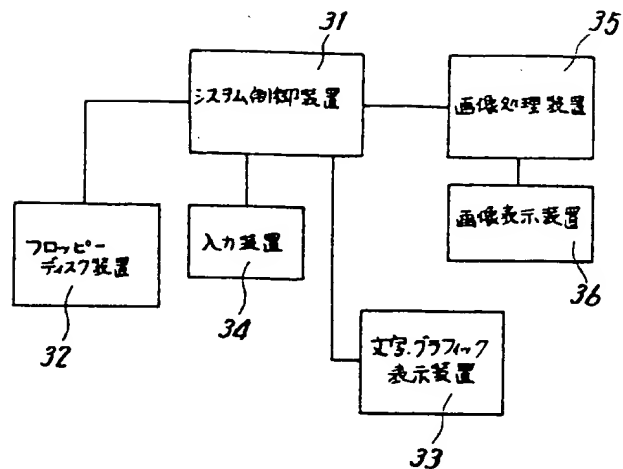 31
システム制御装置
35
画像処理装置
画像表示装置
36
フロッピー
ディスク装置
32
入力装置
34
文字・グラフィック
表示装置
33